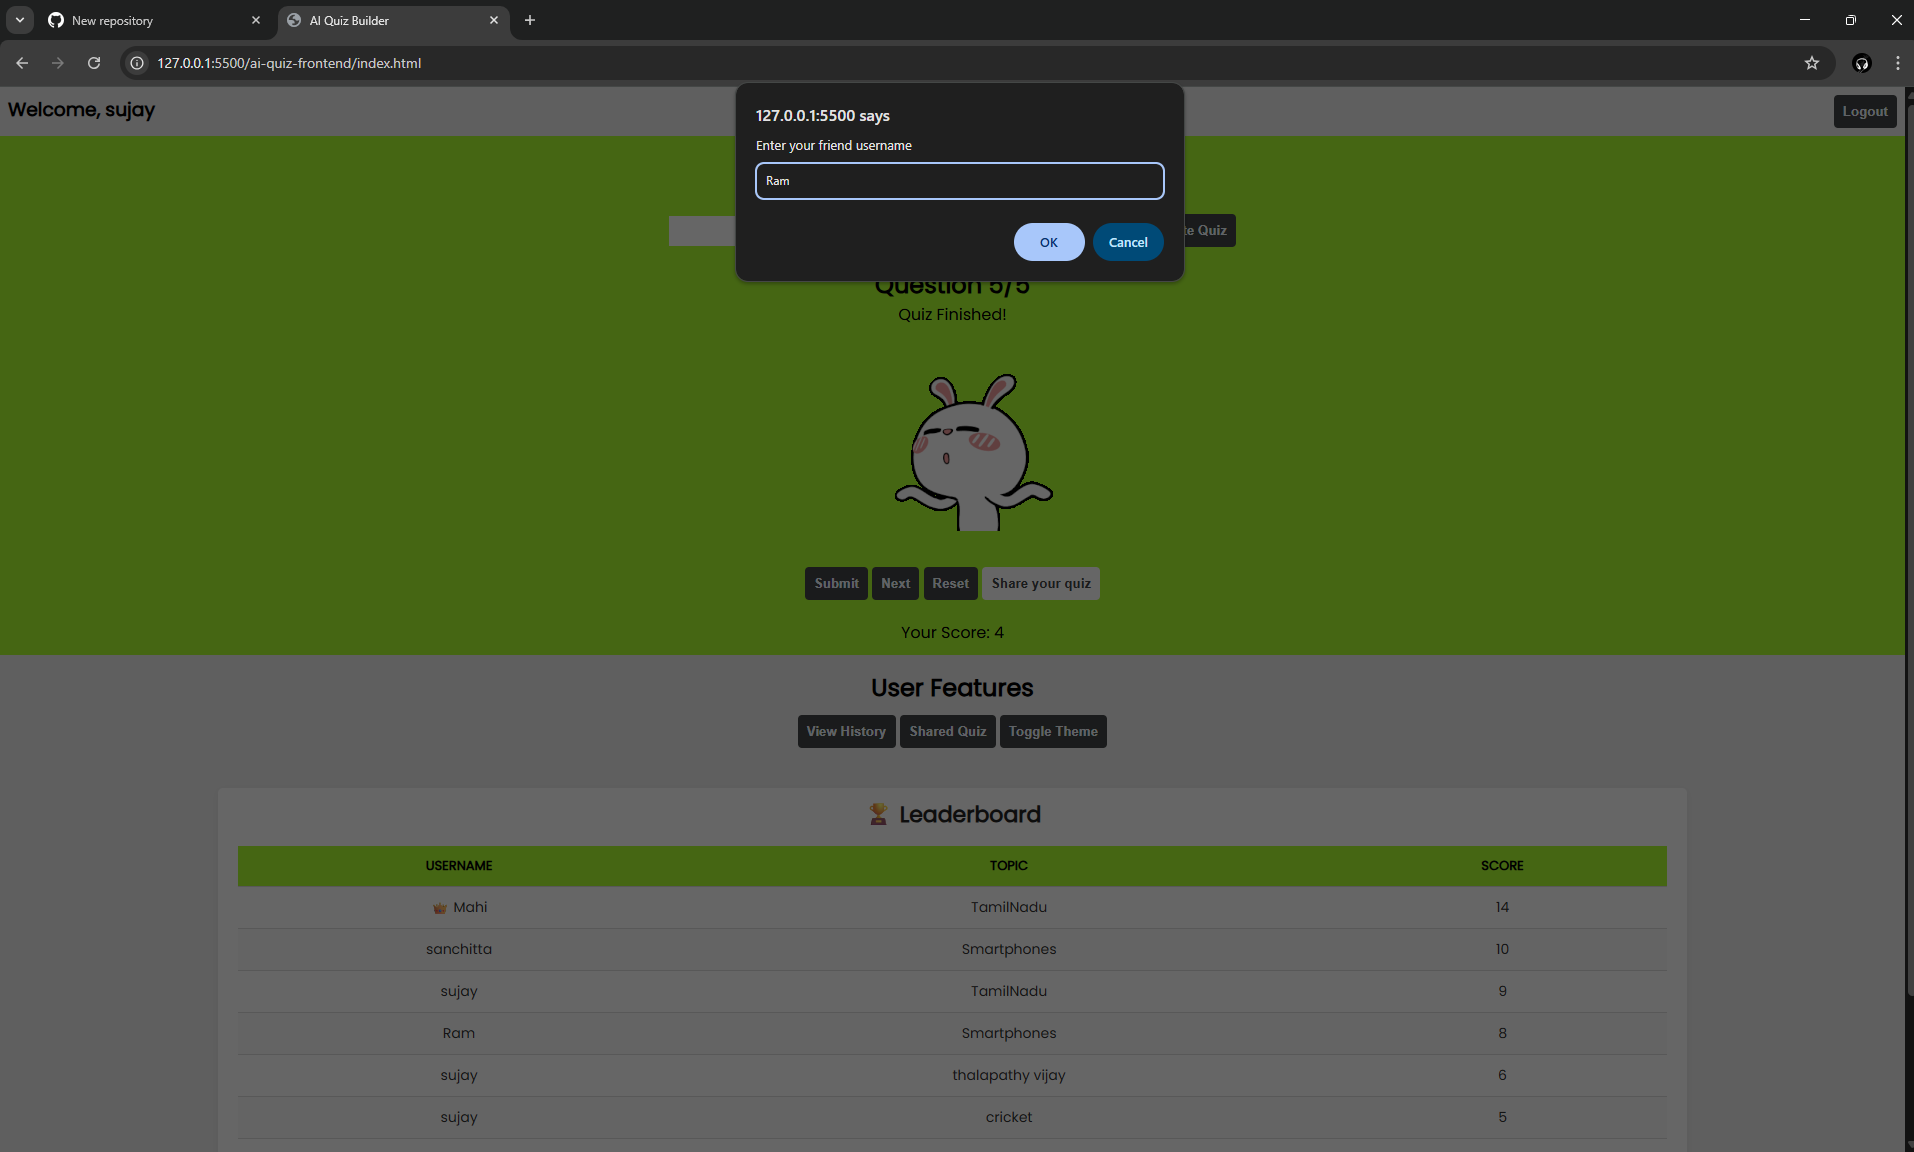 New repository
AI Quiz Builder
127.0.0.1:5500/ai-quiz-frontend/index.html
Welcome, sujay
Logout
127.0.0.1:5500 says
Enter your friend username
Ram
OK
Cancel
te Quiz
Question 5/5
Quiz Finished!
Submit
Next
Reset
Share your quiz
Your Score: 4
User Features
View History
Shared Quiz
Toggle Theme
Leaderboard
USERNAME TOPIC SCORE
Mahi TamilNadu 14
sanchitta Smartphones 10
sujay TamilNadu 9
Ram Smartphones 8
sujay thalapathy vijay 6
sujay cricket 5